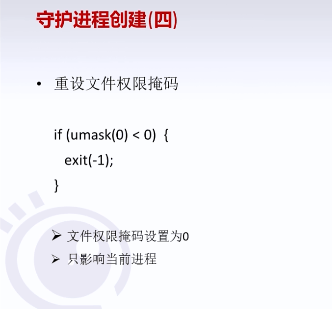 守护进程创建(四)
• 重设文件权限掩码
if (umask(0) < 0) {
exit(-1);
}
➢ 文件权限掩码设置为0
➢ 只影响当前进程